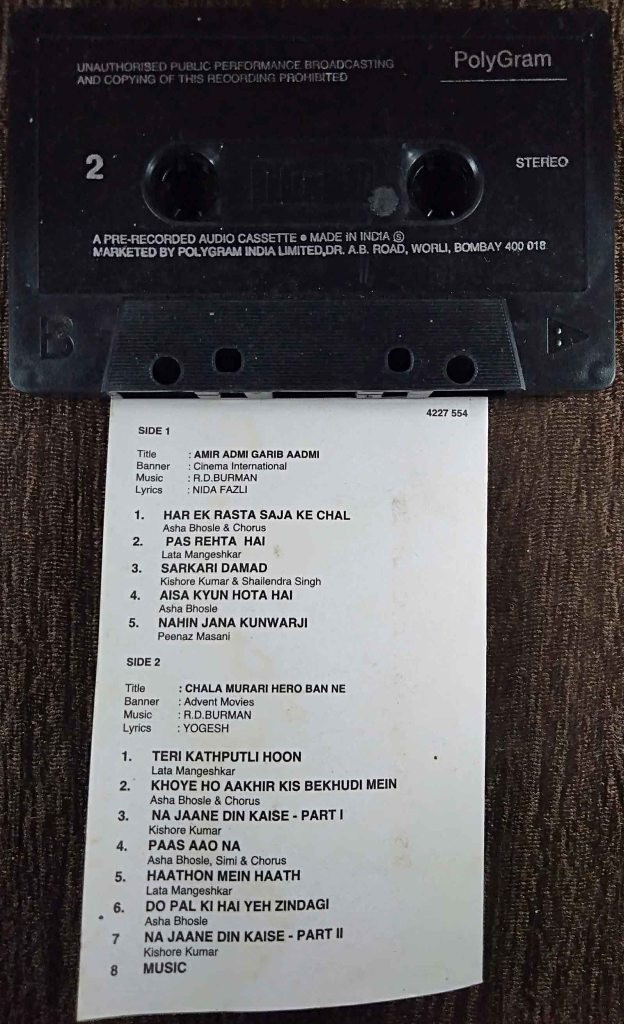 UNAUTHORISED PUBLIC PERFORMANCE BROADCASTING
AND COPYING OF THIS RECORDING PROHIBITED
PolyGram
2
STEREO
A PRE-RECORDED AUDIO CASSETTE ● MADE IN INDIA Ⓢ
MARKETED BY POLYGRAM INDIA LIMITED,DR. A.B. ROAD, WORLI, BOMBAY 400 018
B
A
4227 554
SIDE 1
Title : AMIR ADMI GARIB AADMI
Banner : Cinema International
Music : R.D.BURMAN
Lyrics : NIDA FAZLI
1. HAR EK RASTA SAJA KE CHAL
Asha Bhosle & Chorus
2. PAS REHTA HAI
Lata Mangeshkar
3. SARKARI DAMAD
Kishore Kumar & Shailendra Singh
4. AISA KYUN HOTA HAI
Asha Bhosle
5. NAHIN JANA KUNWARJI
Peenaz Masani
SIDE 2
Title : CHALA MURARI HERO BAN NE
Banner : Advent Movies
Music : R.D.BURMAN
Lyrics : YOGESH
1. TERI KATHPUTLI HOON
Lata Mangeshkar
2. KHOYE HO AAKHIR KIS BEKHUDI MEIN
Asha Bhosle & Chorus
3. NA JAANE DIN KAISE - PART I
Kishore Kumar
4. PAAS AAO NA
Asha Bhosle, Simi & Chorus
5. HAATHON MEIN HAATH
Lata Mangeshkar
6. DO PAL KI HAI YEH ZINDAGI
Asha Bhosle
7 NA JAANE DIN KAISE - PART II
Kishore Kumar
8 MUSIC